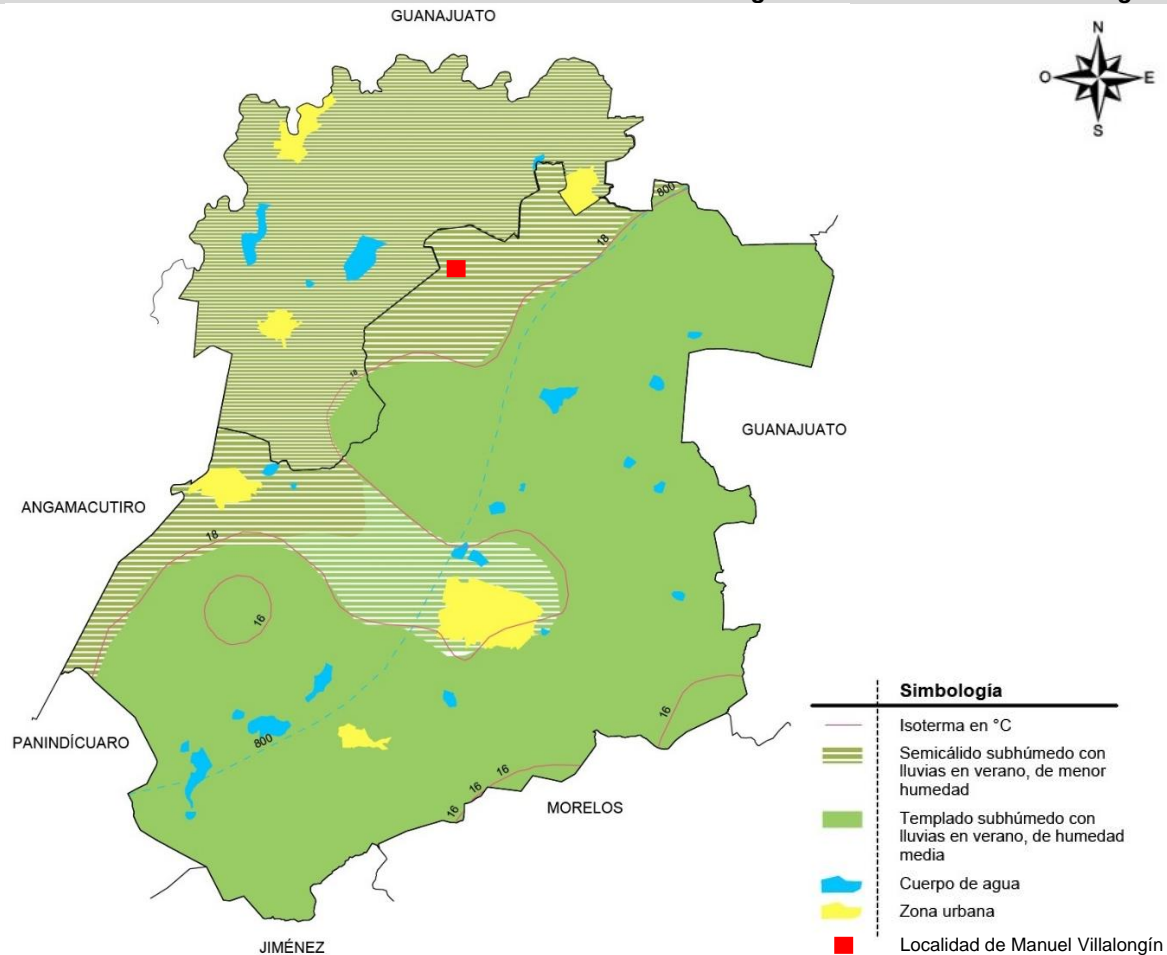 GUANAJUATO
N
O
E
S
800
18
18
GUANAJUATO
ANGAMACUTIRO
18
16
16
800
PANINDÍCUARO
16
16
16
MORELOS
JIMÉNEZ
Simbología
Isoterma en °C
Semicálido subhúmedo con
lluvias en verano, de menor
humedad
Templado subhúmedo con
lluvias en verano, de humedad
media
Cuerpo de agua
Zona urbana
Localidad de Manuel Villalongín